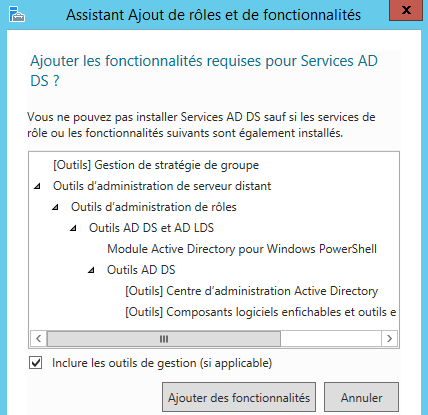 Assistant Ajout de rôles et de fonctionnalités
x
Ajouter les fonctionnalités requises pour Services AD
DS ?
Vous ne pouvez pas installer Services AD DS sauf si les services de
rôle ou les fonctionnalités suivants sont également installés.
[Outils] Gestion de stratégie de groupe
Outils d'administration de serveur distant
Outils d'administration de rôles
Outils AD DS et AD LDS
Module Active Directory pour Windows PowerShell
Outils AD DS
[Outils] Centre d'administration Active Directory
[Outils] Composants logiciels enfichables et outils e
Inclure les outils de gestion (si applicable)
Ajouter des fonctionnalités
Annuler